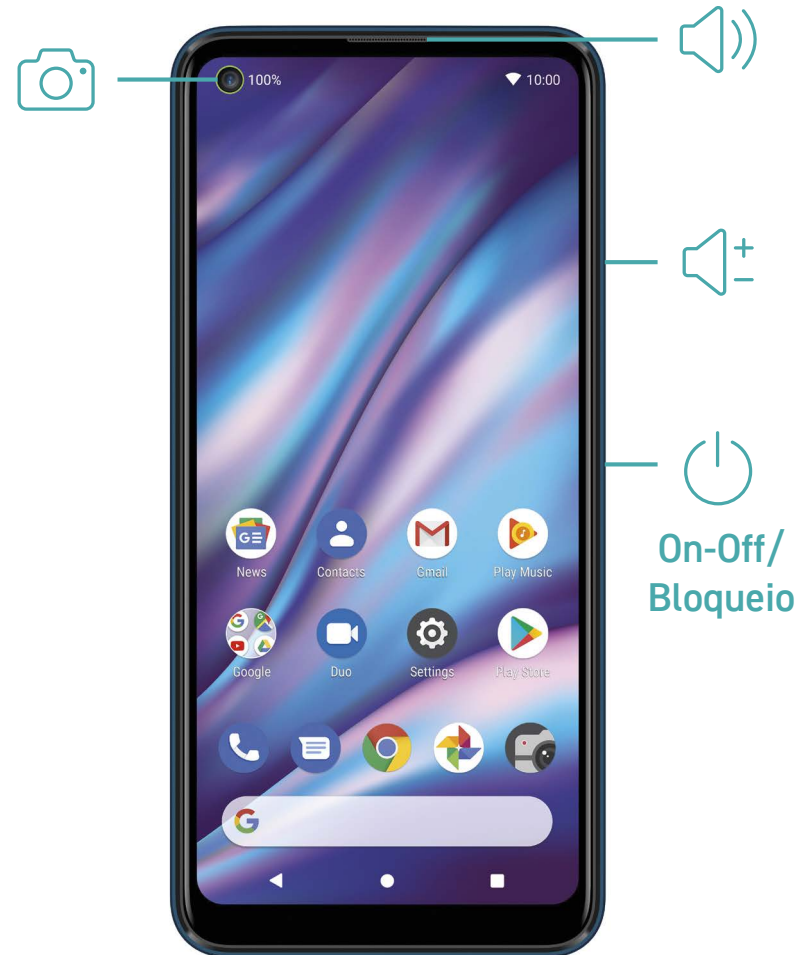 100%
10:00
+
-
News
Contacts
Gmail
Play Music
Google
Duo
Settings
Play Store
G
On-Off/
Bloqueio